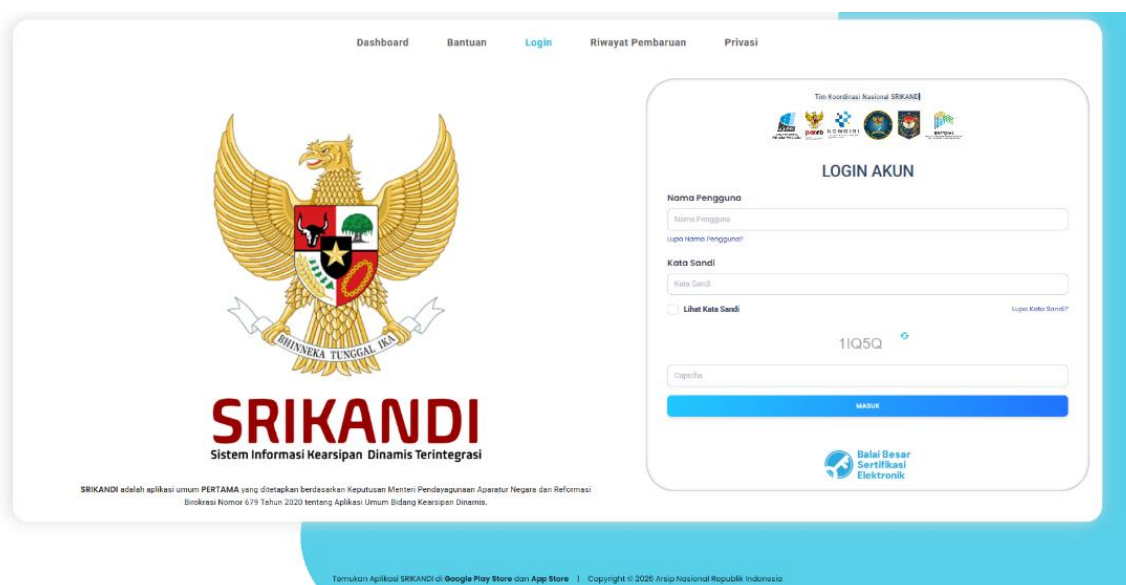 Dashboard Bantuan Login Riwayat Pembaruan Privasi
BHINNEKA TUNGGAL IKA
SRIKANDI
Sistem Informasi Kearsipan Dinamis Terintegrasi
SRIKANDI adalah aplikasi umum PERTAMA yang ditetapkan berdasarkan Keputusan Menteri Pendayagunaan Aparatur Negara dan Reformasi
Birokrasi Nomor 679 Tahun 2020 tentang Aplikasi Umum Bidang Kearsipan Dinamis.
Tim Koordinasi Nasional SRIKANDI
panrb KOMDIGI
LOGIN AKUN
Nama Pengguna
Nama Pengguna
Lupa Nama Pengguna?
Kata Sandi
Kata Sandi
Lihat Kata Sandi Lupa Kata Sandi?
1IQ5Q
Captcha
MASUK
Balai Besar
Sertifikasi
Elektronik
Temukan Aplikasi SRIKANDI di Google Play Store dan App Store | Copyright © 2026 Arsip Nasional Republik Indonesia